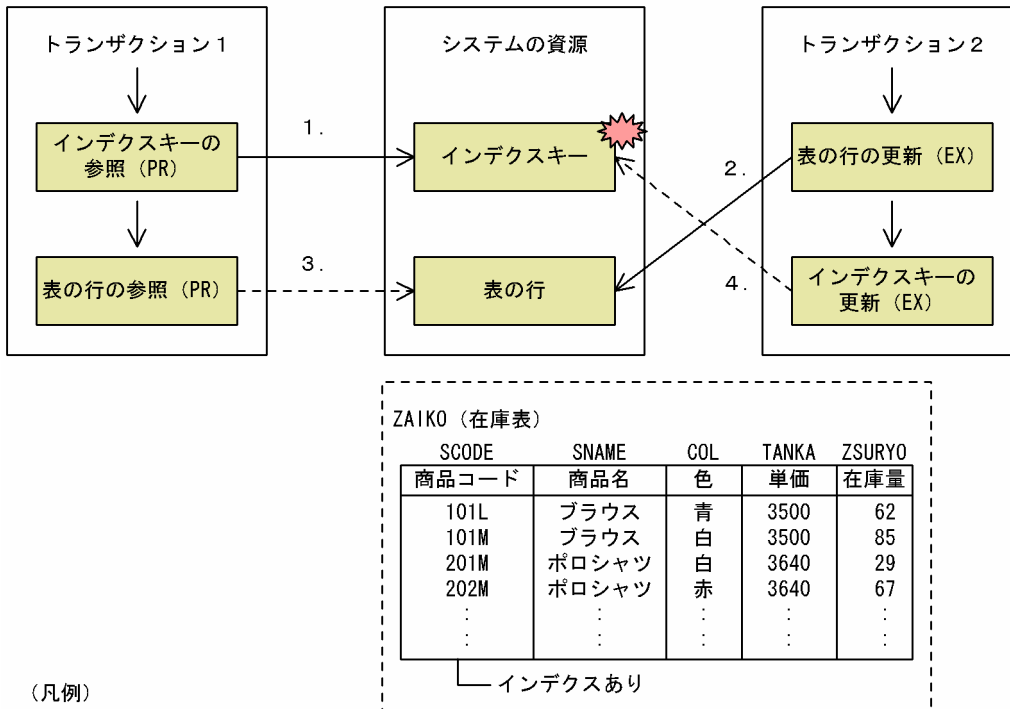 トランザクション1
システムの資源
トランザクション2
インデクスキーの
参照(PR)
1.
インデクスキー
2.
表の行の更新(EX)
表の行の参照(PR)
3.
表の行
4.
インデクスキーの
更新(EX)
ZAIKO(在庫表)
SCODE SNAME COL TANKA ZSURYO
商品コード 商品名 色 単価 在庫量
101L ブラウス 青 3500 62
101M ブラウス 白 3500 85
201M ポロシャツ 白 3640 29
202M ポロシャツ 赤 3640 67
: : : : :
: : : : :
インデクスあり
(凡例)